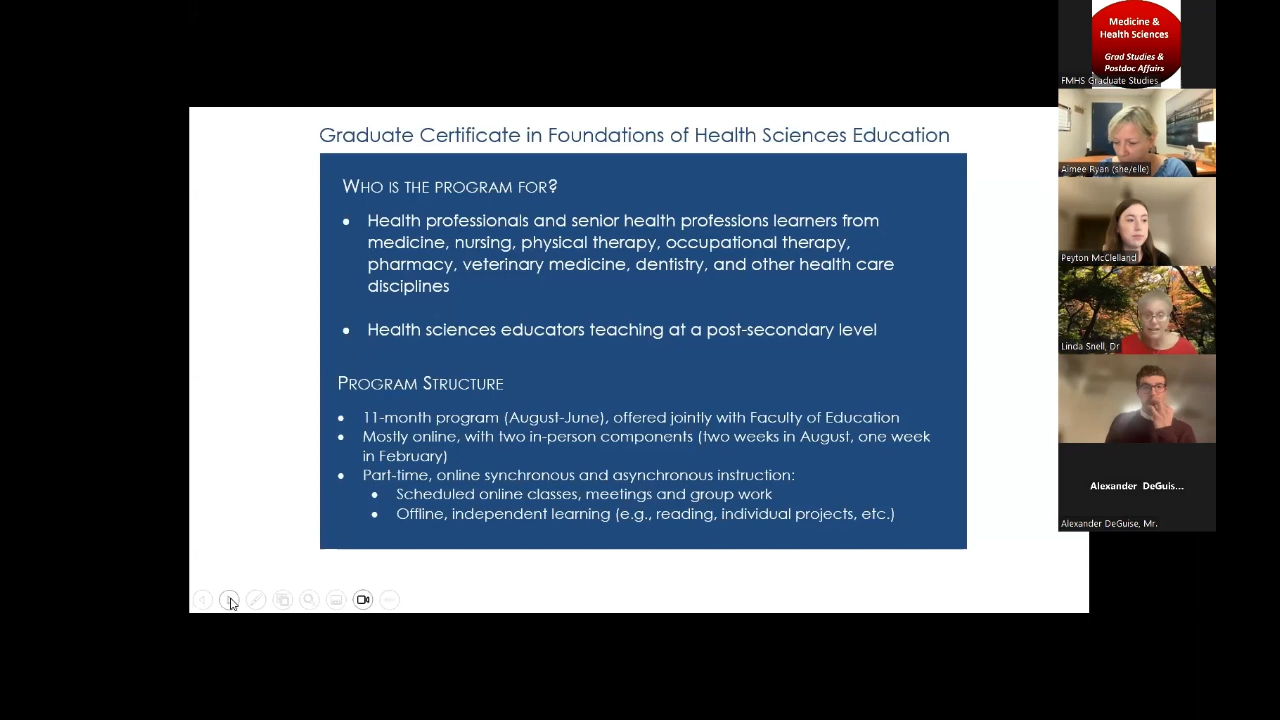 Graduate Certificate in Foundations of Health Sciences Education
WHO IS THE PROGRAM FOR?
• Health professionals and senior health professions learners from
medicine, nursing, physical therapy, occupational therapy,
pharmacy, veterinary medicine, dentistry, and other health care
disciplines
• Health sciences educators teaching at a post-secondary level
PROGRAM STRUCTURE
• 11-month program (August-June), offered jointly with Faculty of Education
• Mostly online, with two in-person components (two weeks in August, one week
in February)
• Part-time, online synchronous and asynchronous instruction:
• Scheduled online classes, meetings and group work
• Offline, independent learning (e.g., reading, individual projects, etc.)
Medicine &
Health Sciences
Grad Studies &
Postdoc Affairs
FMHS Graduate Studies
Aimee Ryan (she/elle)
Peyton McClelland
Linda Snell, Dr
Alexander DeGuis...
Alexander DeGuise, Mr.